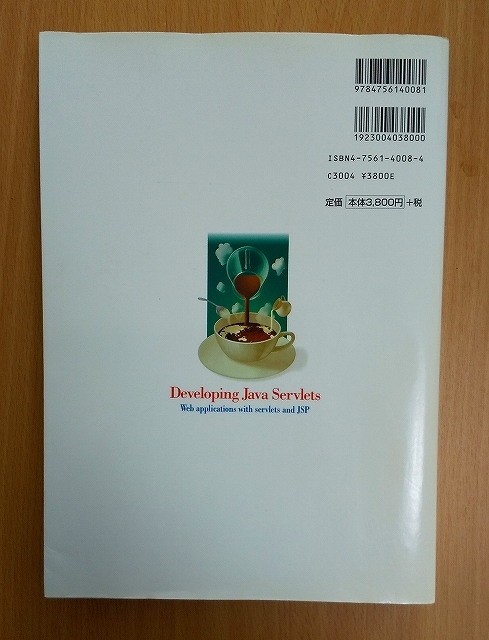 9784756140081
1923004038000
ISBN4-7561-4008-4
C3004 ¥3800E
定価 本体3,800円 +税
Developing Java Servlets
Web applications with servlets and JSP